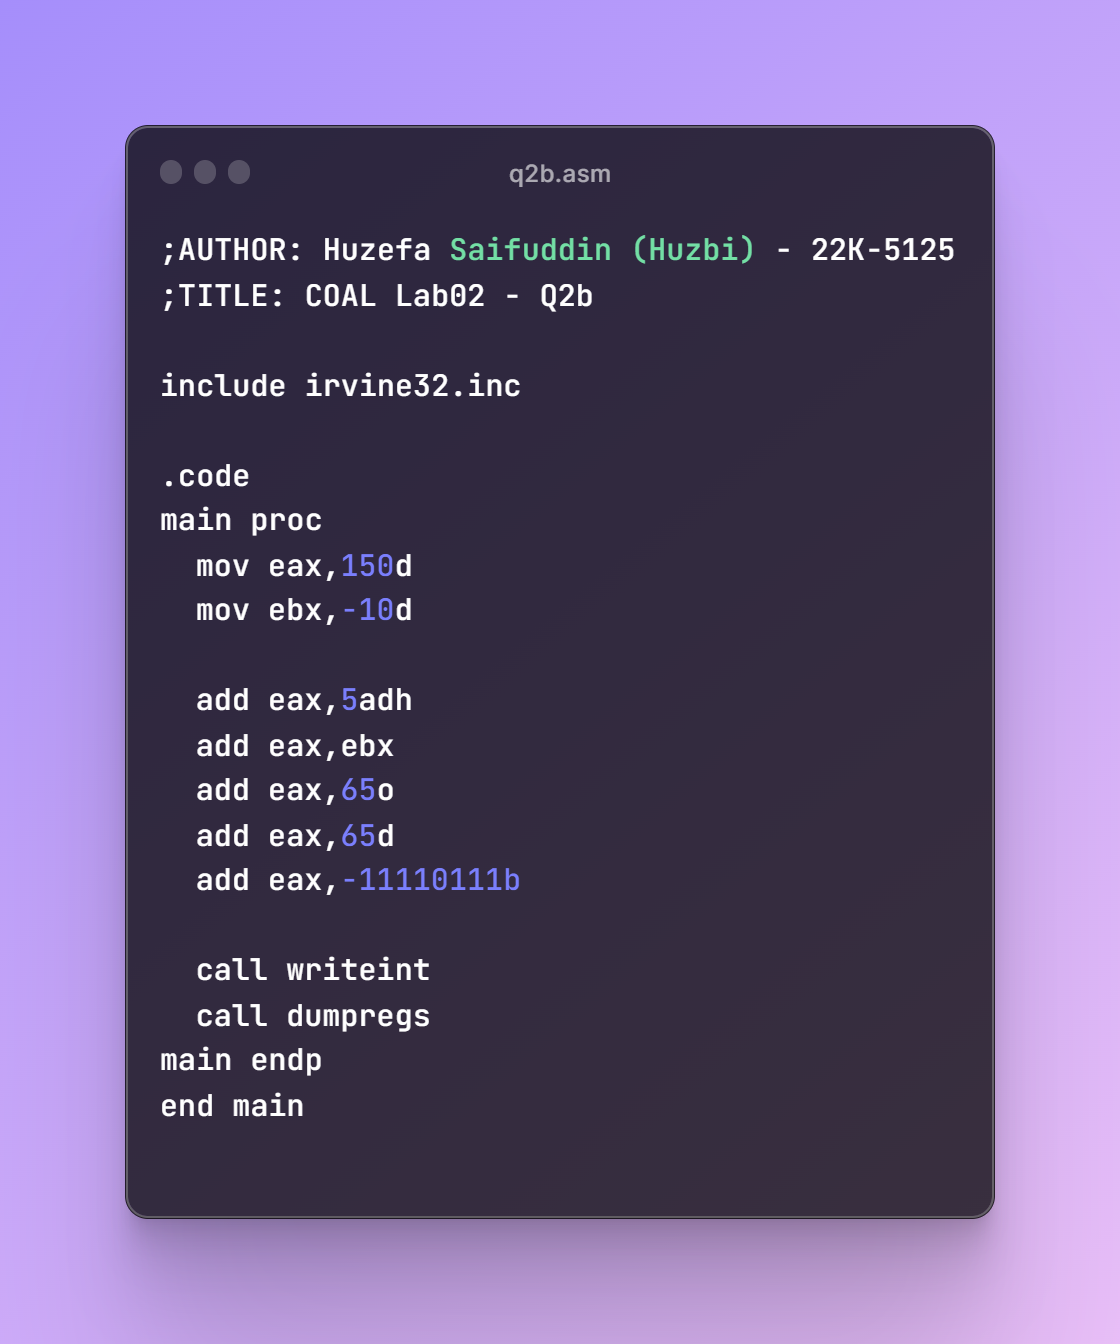 q2b.asm
;AUTHOR: Huzefa Saifuddin (Huzbi) - 22K-5125
;TITLE: COAL Lab02 - Q2b
include irvine32.inc
.code
main proc
mov eax,150d
mov ebx,-10d
add eax,5adh
add eax,ebx
add eax,65o
add eax,65d
add eax,-11110111b
call writeint
call dumpregs
main endp
end main